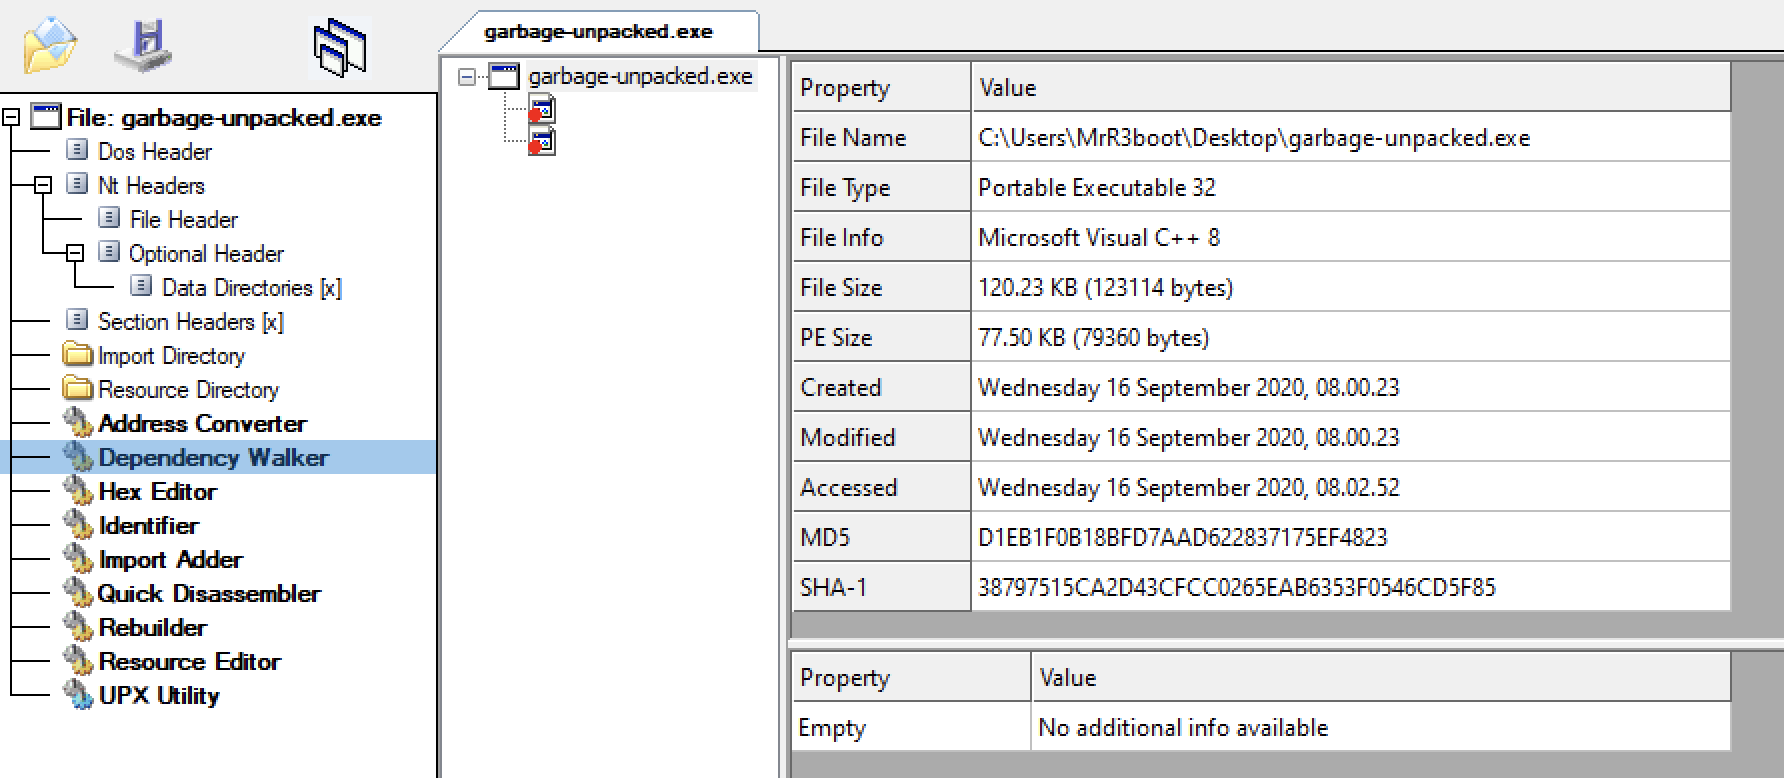 File: garbage-unpacked.exe
Dos Header
Nt Headers
File Header
Optional Header
Data Directories [x]
Section Headers [x]
Import Directory
Resource Directory
Address Converter
Dependency Walker
Hex Editor
Identifier
Import Adder
Quick Disassembler
Rebuilder
Resource Editor
UPX Utility
garbage-unpacked.exe
garbage-unpacked.exe
Property Value
File Name C:\Users\MrR3boot\Desktop\garbage-unpacked.exe
File Type Portable Executable 32
File Info Microsoft Visual C++ 8
File Size 120.23 KB (123114 bytes)
PE Size 77.50 KB (79360 bytes)
Created Wednesday 16 September 2020, 08.00.23
Modified Wednesday 16 September 2020, 08.00.23
Accessed Wednesday 16 September 2020, 08.02.52
MD5 D1EB1F0B18BFD7AAD622837175EF4823
SHA-1 38797515CA2D43CFCC0265EAB6353F0546CD5F85
Property Value
Empty No additional info available